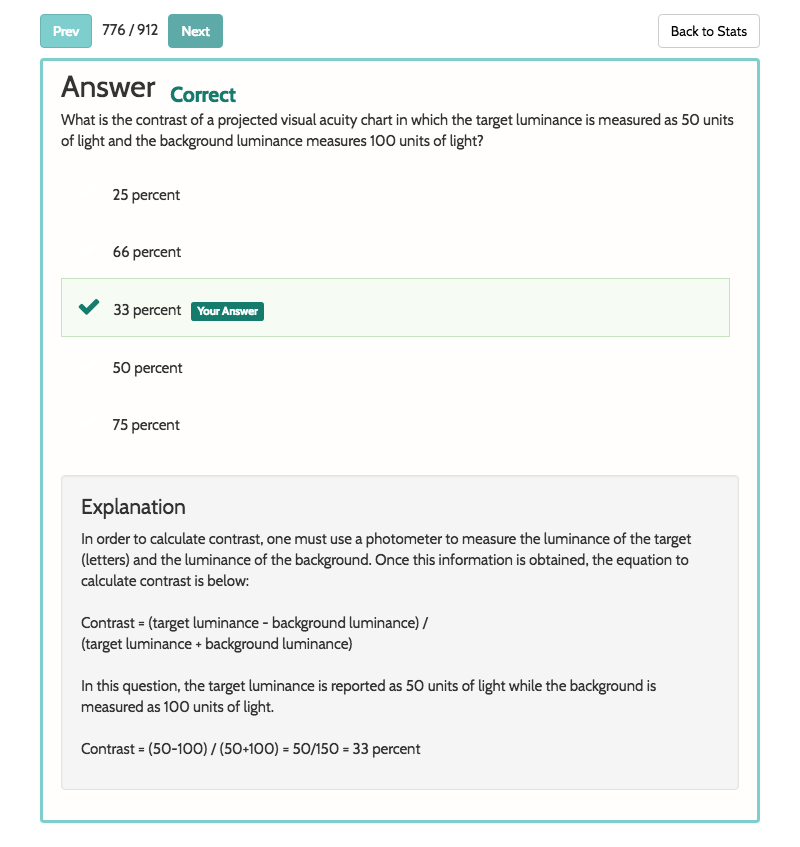 Prev 776 / 912 Next Back to Stats
Answer Correct
What is the contrast of a projected visual acuity chart in which the target luminance is measured as 50 units
of light and the background luminance measures 100 units of light?
25 percent
66 percent
33 percent Your Answer
50 percent
75 percent
Explanation
In order to calculate contrast, one must use a photometer to measure the luminance of the target
(letters) and the luminance of the background. Once this information is obtained, the equation to
calculate contrast is below:
Contrast = (target luminance - background luminance) /
(target luminance + background luminance)
In this question, the target luminance is reported as 50 units of light while the background is
measured as 100 units of light.
Contrast = (50-100) / (50+100) = 50/150 = 33 percent